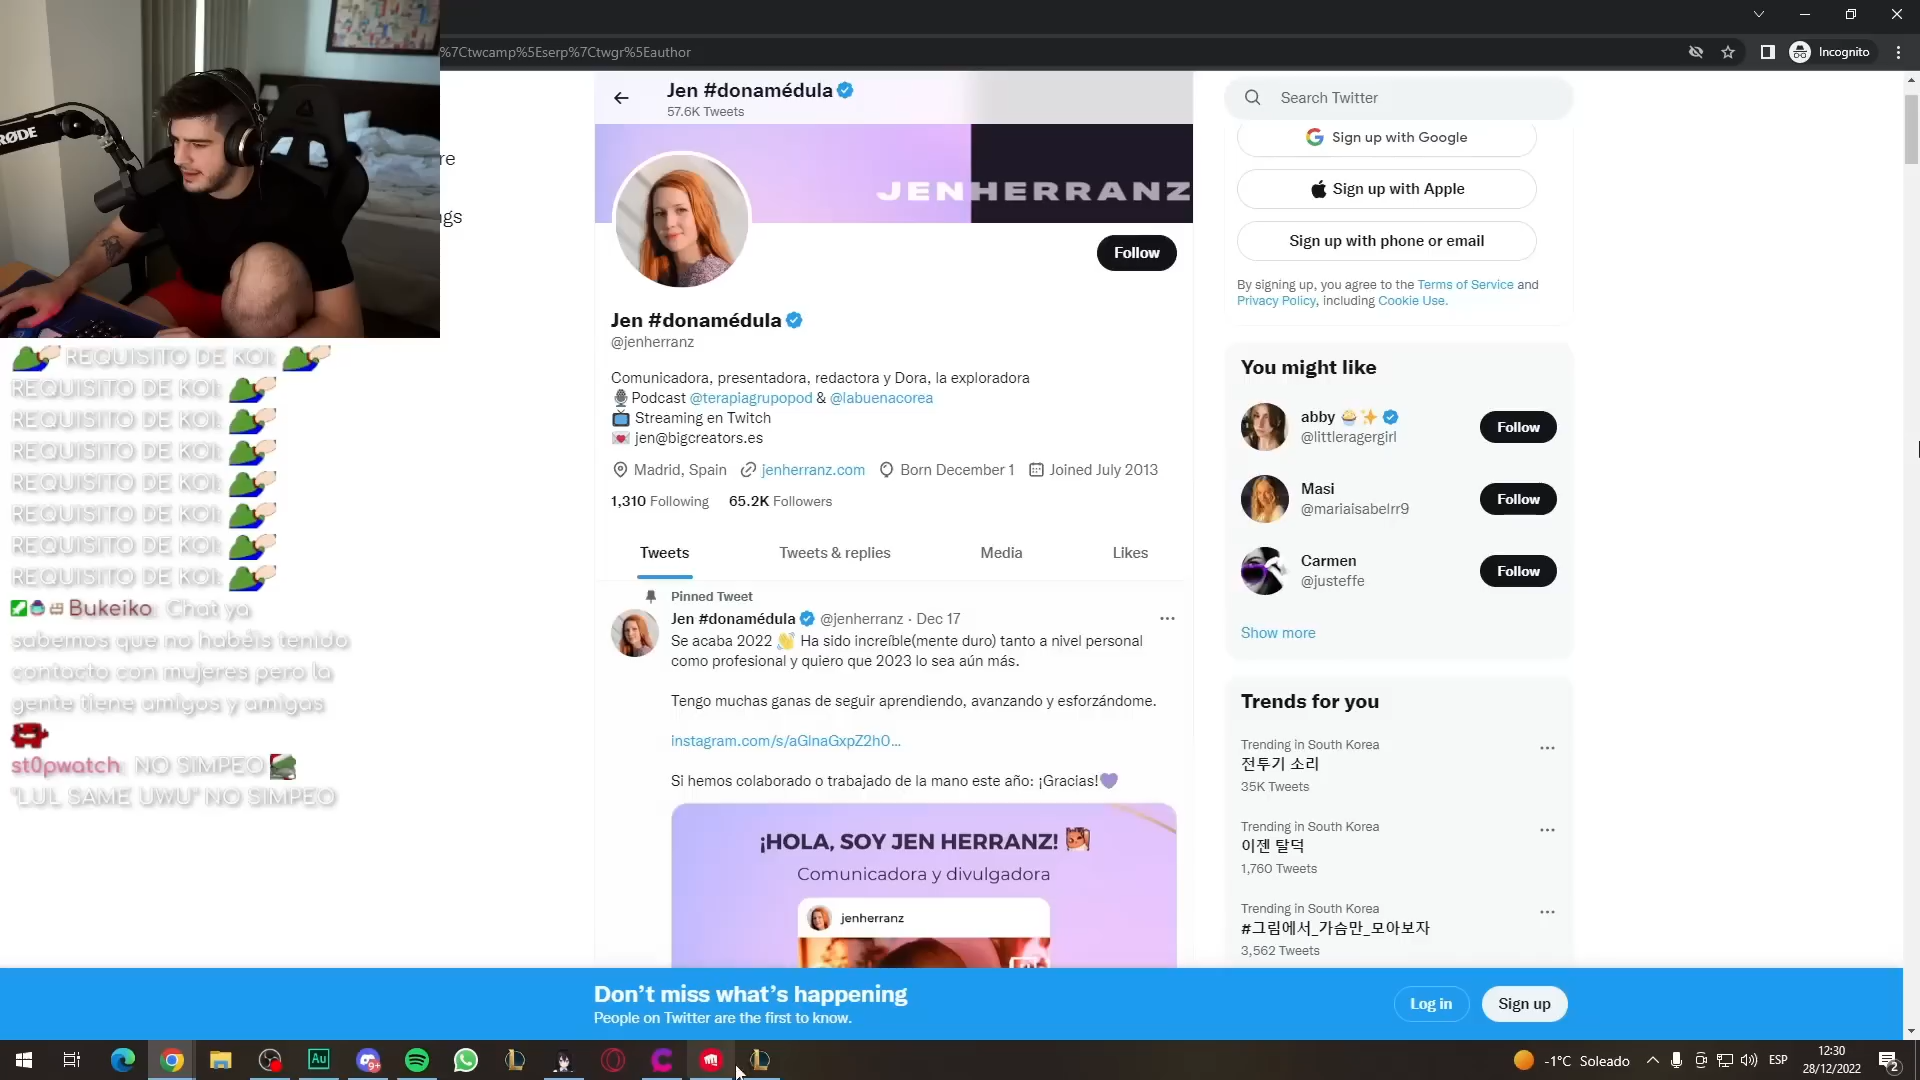 %7Ctwcamp%5Eserp%7Ctwgr%5Eauthor
Incognito
RØDE
re
gs
REQUISITO DE KOI:
REQUISITO DE KOI:
REQUISITO DE KOI:
REQUISITO DE KOI:
REQUISITO DE KOI:
REQUISITO DE KOI:
REQUISITO DE KOI:
REQUISITO DE KOI:
Bukeiko: Chat ya
sabemos que no habéis tenido
contacto con mujeres pero la
gente tiene amigos y amigas
st0pwatch: NO SIMPEO
"LUL SAME UWU" NO SIMPEO
Jen #donamédula
57.6K Tweets
JENHERRANZ
Follow
Jen #donamédula
@jenherranz
Comunicadora, presentadora, redactora y Dora, la exploradora
Podcast @terapiagrupopod & @labuenacorea
Streaming en Twitch
jen@bigcreators.es
Madrid, Spain jenherranz.com Born December 1 Joined July 2013
1,310 Following 65.2K Followers
Tweets Tweets & replies Media Likes
Pinned Tweet
Jen #donamédula @jenherranz · Dec 17
Se acaba 2022 👏 Ha sido increíble(mente duro) tanto a nivel personal
como profesional y quiero que 2023 lo sea aún más.
Tengo muchas ganas de seguir aprendiendo, avanzando y esforzándome.
instagram.com/s/aGlnaGxpZ2h0…
Si hemos colaborado o trabajado de la mano este año: ¡Gracias!💜
¡HOLA, SOY JEN HERRANZ!
Comunicadora y divulgadora
jenherranz
Search Twitter
Sign up with Google
Sign up with Apple
Sign up with phone or email
By signing up, you agree to the Terms of Service and
Privacy Policy, including Cookie Use.
You might like
abby 🧁✨
@littleragergirl
Follow
Masi
@mariaisabelrr9
Follow
Carmen
@justeffe
Follow
Show more
Trends for you
Trending in South Korea
전투기 소리
35K Tweets
Trending in South Korea
이젠 탈덕
1,760 Tweets
Trending in South Korea
#그림에서_가슴만_모아보자
3,562 Tweets
Don’t miss what’s happening
People on Twitter are the first to know.
Log in
Sign up
Au
9+
-1°C Soleado
ESP
12:30
28/12/2022
2